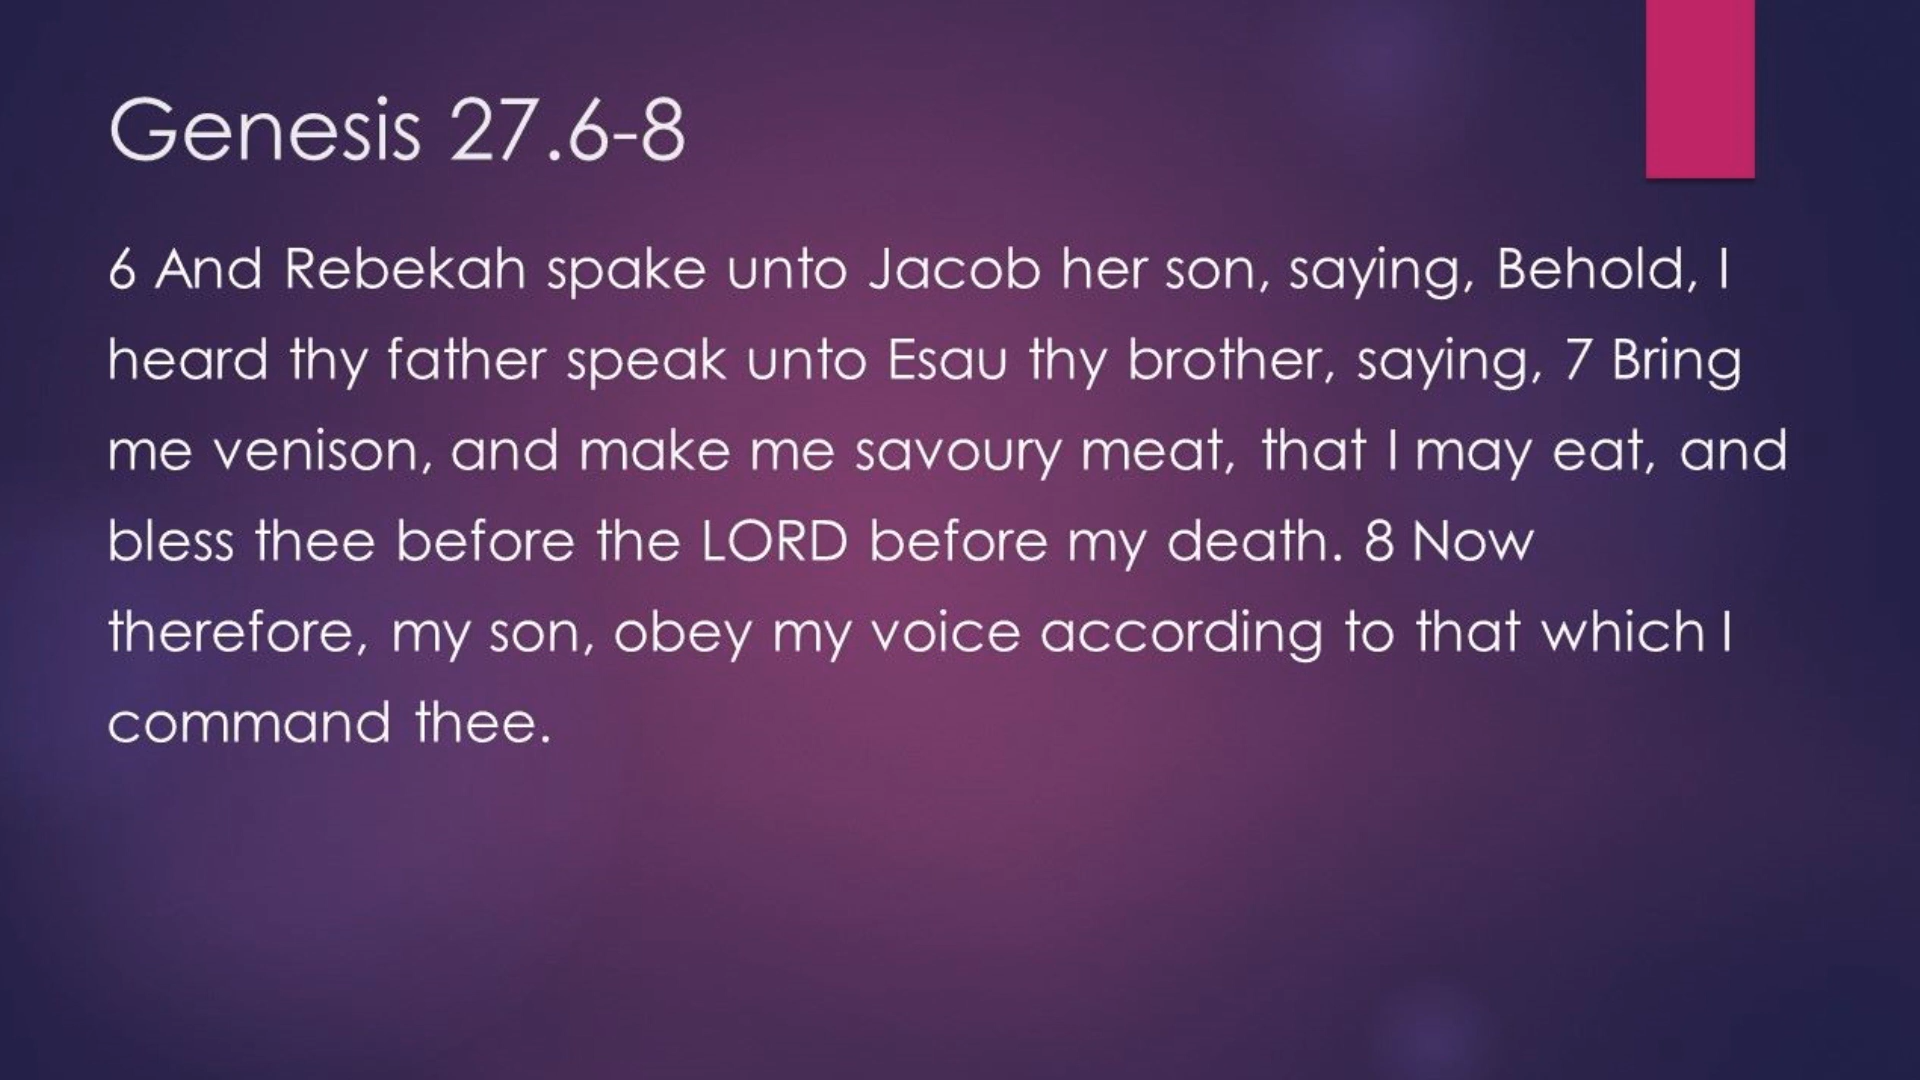 Genesis 27.6-8
6 And Rebekah spake unto Jacob her son, saying, Behold, I
heard thy father speak unto Esau thy brother, saying, 7 Bring
me venison, and make me savoury meat, that I may eat, and
bless thee before the LORD before my death. 8 Now
therefore, my son, obey my voice according to that which I
command thee.